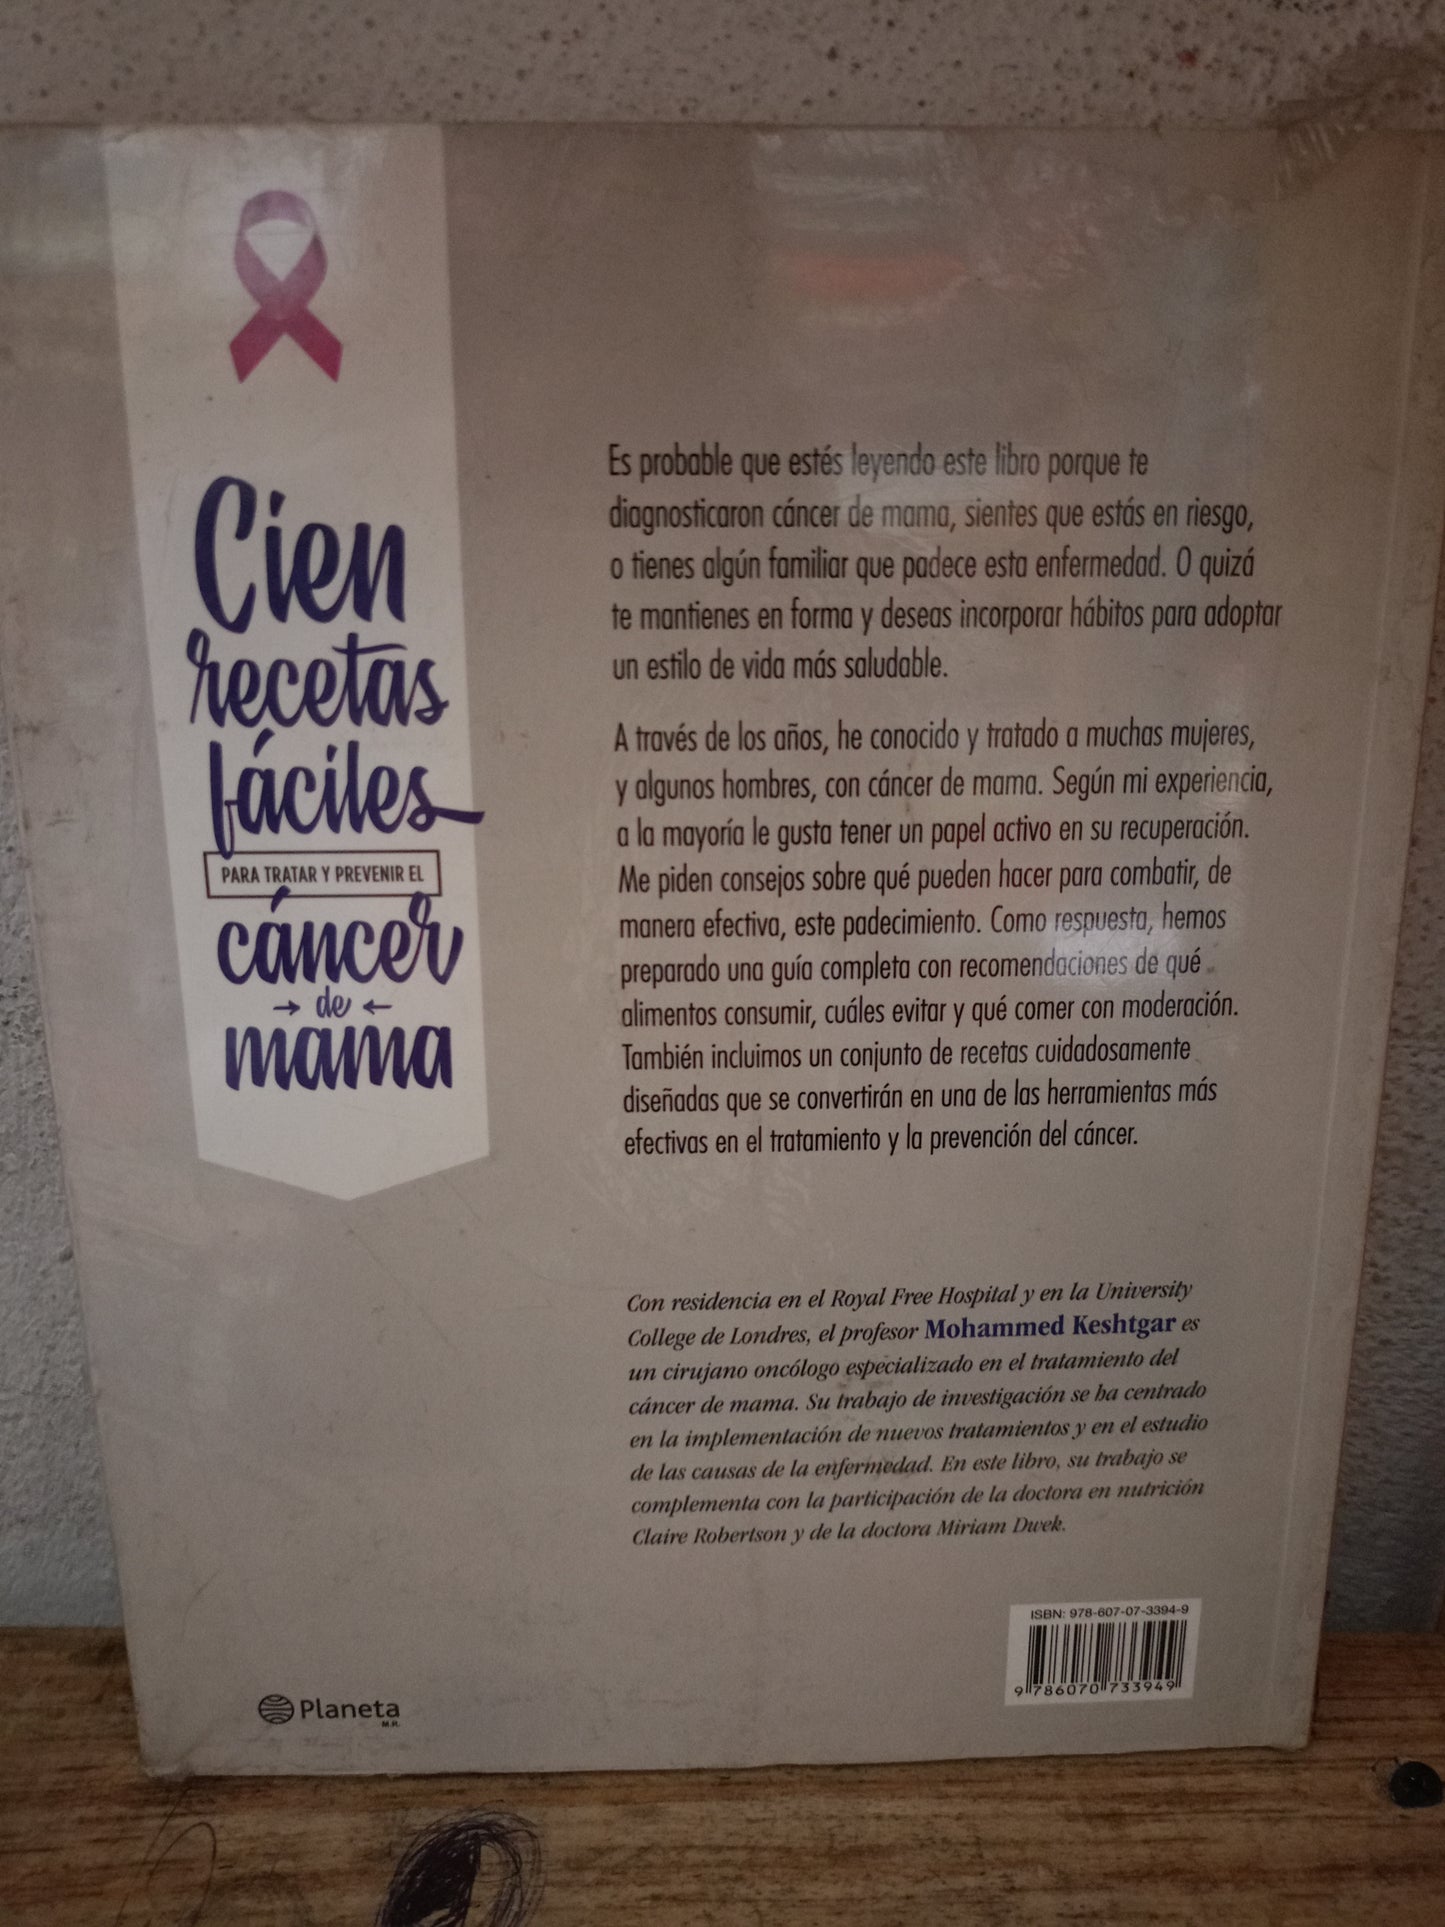 Cien
recetas
fáciles
PARA TRATAR Y PREVENIR EL
cáncer
de
mama
Es probable que estés leyendo este libro porque te
diagnosticaron cáncer de mama, sientes que estás en riesgo,
o tienes algún familiar que padece esta enfermedad. O quizá
te mantienes en forma y deseas incorporar hábitos para adoptar
un estilo de vida más saludable.
A través de los años, he conocido y tratado a muchas mujeres,
y algunos hombres, con cáncer de mama. Según mi experiencia,
a la mayoría le gusta tener un papel activo en su recuperación.
Me piden consejos sobre qué pueden hacer para combatir, de
manera efectiva, este padecimiento. Como respuesta, hemos
preparado una guía completa con recomendaciones de qué
alimentos consumir, cuáles evitar y qué comer con moderación.
También incluimos un conjunto de recetas cuidadosamente
diseñadas que se convertirán en una de las herramientas más
efectivas en el tratamiento y la prevención del cáncer.
Con residencia en el Royal Free Hospital y en la University
College de Londres, el profesor Mohammed Keshtgar es
un cirujano oncólogo especializado en el tratamiento del
cáncer de mama. Su trabajo de investigación se ha centrado
en la implementación de nuevos tratamientos y en el estudio
de las causas de la enfermedad. En este libro, su trabajo se
complementa con la participación de la doctora en nutrición
Claire Robertson y de la doctora Miriam Dwek.
ISBN: 978-607-07-3394-9
9 786070 733949
Planeta
M.R.